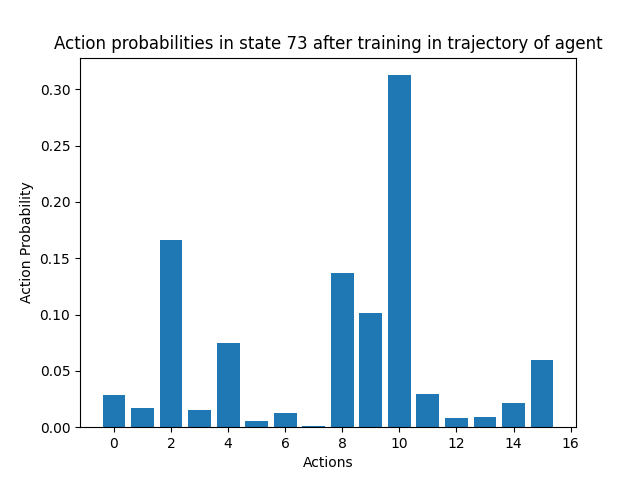 Action probabilities in state 73 after training in trajectory of agent
0.30
0.25
0.20
0.15
0.10
0.05
0.00
Action Probability
0 2 4 6 8 10 12 14 16
Actions